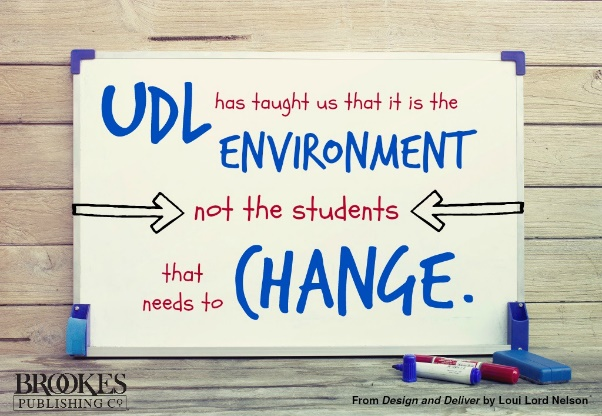 UDL has taught us that it is the
ENVIRONMENT
not the students
that
needs to CHANGE.
BROOKES
PUBLISHING CO.
From Design and Deliver by Loui Lord Nelson